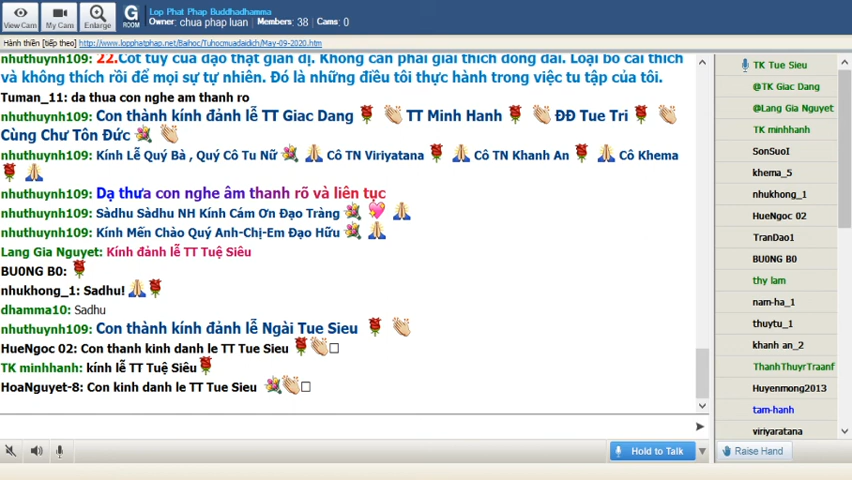 View Cam
My Cam
Enlarge
G
ROOM
Lop Phat Phap Buddhadhamma
Owner: chua phap luan Members: 38 Cams: 0
Hành thiền [tiếp theo] http://www.lopphatphap.net/Baihoc/Tuhocmuadaidich/May-09-2020.htm
nhuthuynh109: 22.Cốt tủy của đạo thật giản dị. Không cần phải giải thích dông dài. Loại bỏ cái thích
và không thích rồi để mọi sự tự nhiên. Đó là những điều tôi thực hành trong việc tu tập của tôi.
Tuman_11: da thua con nghe am thanh ro
nhuthuynh109: Con thành kính đảnh lễ TT Giac Dang TT Minh Hanh ĐĐ Tue Tri
Cùng Chư Tôn Đức
nhuthuynh109: Kính Lễ Quý Bà , Quý Cô Tu Nữ Cô TN Viriyatana Cô TN Khanh An Cô Khema
nhuthuynh109: Dạ thưa con nghe âm thanh rõ và liên tục
nhuthuynh109: Sàdhu Sàdhu NH Kính Cám Ơn Đạo Tràng
nhuthuynh109: Kính Mến Chào Quý Anh-Chị-Em Đạo Hữu
Lang Gia Nguyet: Kính đảnh lễ TT Tuệ Siêu
BU0NG B0:
nhukhong_1: Sadhu!
dhamma10: Sadhu
nhuthuynh109: Con thành kính đảnh lễ Ngài Tue Sieu
HueNgoc 02: Con thanh kinh danh le TT Tue Sieu
TK minhhanh: kính lễ TT Tuệ Siêu
HoaNguyet-8: Con kinh danh le TT Tue Sieu
TK Tue Sieu
@TK Giac Dang
@Lang Gia Nguyet
TK minhhanh
SonSuoI
khema_5
nhukhong_1
HueNgoc 02
TranDao1
BU0NG B0
thy lam
nam-ha_1
thuytu_1
khanh an_2
ThanhThuyrTraanf
Huyenmong2013
tam-hanh
viriyaratana
Hold to Talk
Raise Hand